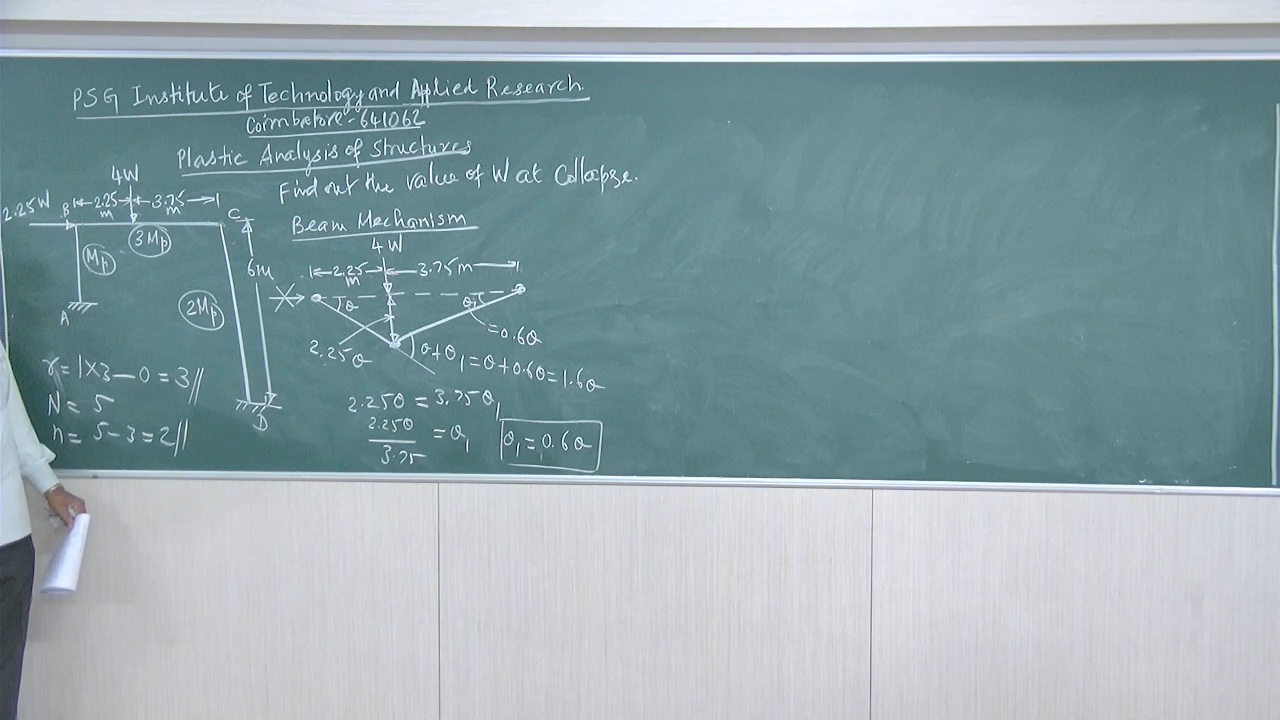 PSG Institute of Technology and Applied Research.
Coimbatore-641062
Plastic Analysis of Structures
Find out the value of W at Collapse.
4W
2.25W
B
2.25 m
3.75 m
C
3Mp
Mp
6m
2Mp
A
D
r = 1×3 – 0 = 3//
N = 5
n = 5-3 = 2//
Beam Mechanism
4W
2.25 m
3.75 m
θ
θ1
= 0.6θ
2.25θ
θ+θ1 = θ+0.6θ = 1.6θ
2.25θ = 3.75θ1
2.25θ
3.75
= θ1
θ1 = 0.6θ